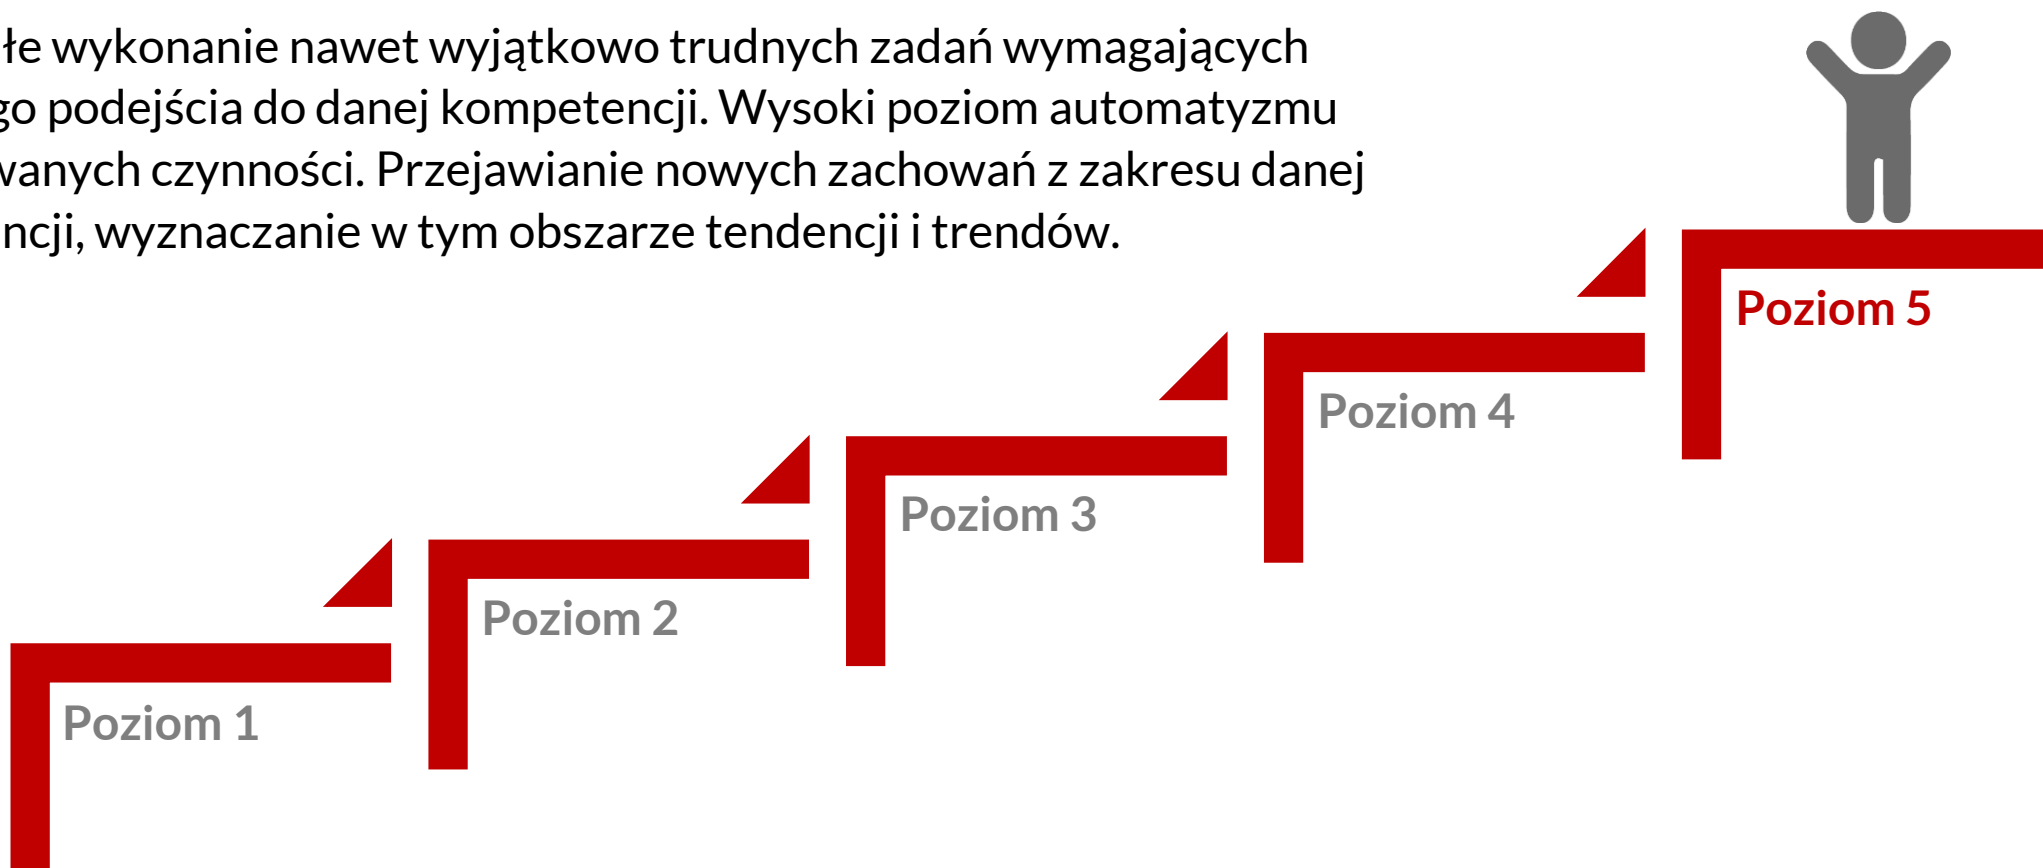 łe wykonanie nawet wyjątkowo trudnych zadań wymagających
go podejścia do danej kompetencji. Wysoki poziom automatyzmu
wanych czynności. Przejawianie nowych zachowań z zakresu danej
ncji, wyznaczanie w tym obszarze tendencji i trendów.
Poziom 5
Poziom 4
Poziom 3
Poziom 2
Poziom 1